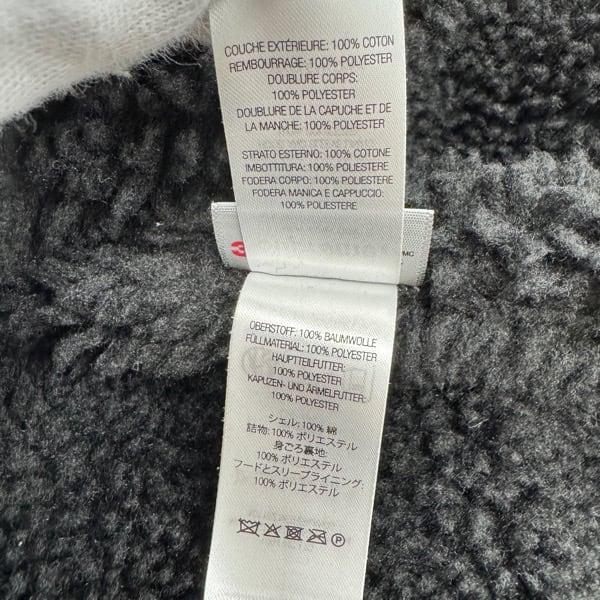 COUCHE EXTÉRIEURE: 100% COTON
REMBOURRAGE: 100% POLYESTER
DOUBLURE CORPS:
100% POLYESTER
DOUBLURE DE LA CAPUCHE ET DE
LA MANCHE: 100% POLYESTER
STRATO ESTERNO: 100% COTONE
IMBOTTITURA: 100% POLIESTERE
FODERA CORPO: 100% POLIESTERE
FODERA MANICA E CAPPUCCIO:
100% POLIESTERE
3
MC
OBERSTOFF: 100% BAUMWOLLE
FÜLLMATERIAL: 100% POLYESTER
HAUPTTEILFUTTER:
100% POLYESTER
KAPUZEN- UND ÄRMELFUTTER:
100% POLYESTER
シェル: 100% 綿
詰物: 100% ポリエステル
身ごろ裏地:
100% ポリエステル
フードとスリーブライニング:
100% ポリエステル
P